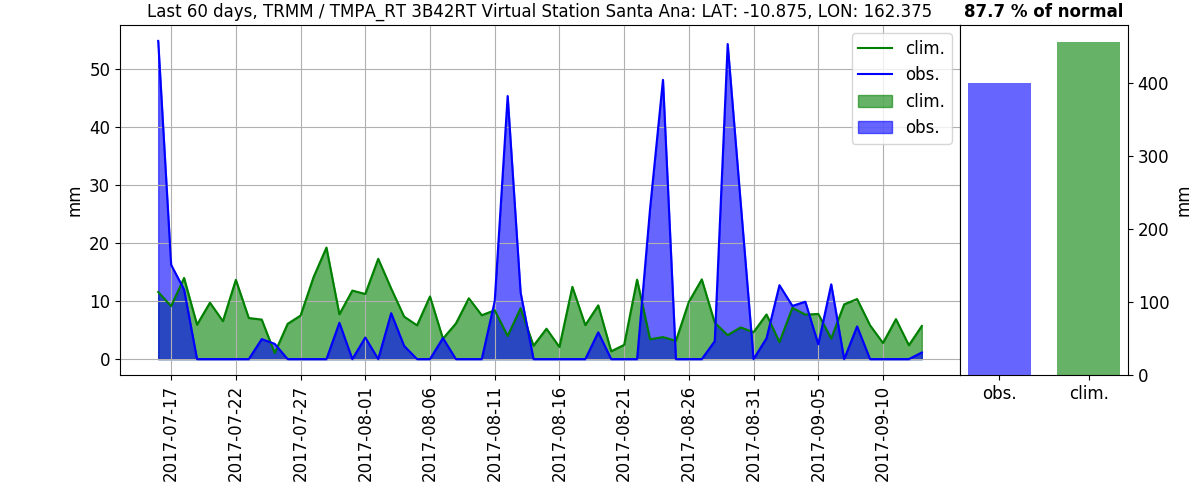 Last 60 days, TRMM / TMPA_RT 3B42RT Virtual Station Santa Ana: LAT: -10.875, LON: 162.375
87.7 % of normal
clim.
obs.
clim.
obs.
50
40
30
20
10
0
mm
2017-07-17
2017-07-22
2017-07-27
2017-08-01
2017-08-06
2017-08-11
2017-08-16
2017-08-21
2017-08-26
2017-08-31
2017-09-05
2017-09-10
400
300
200
100
0
mm
obs.
clim.